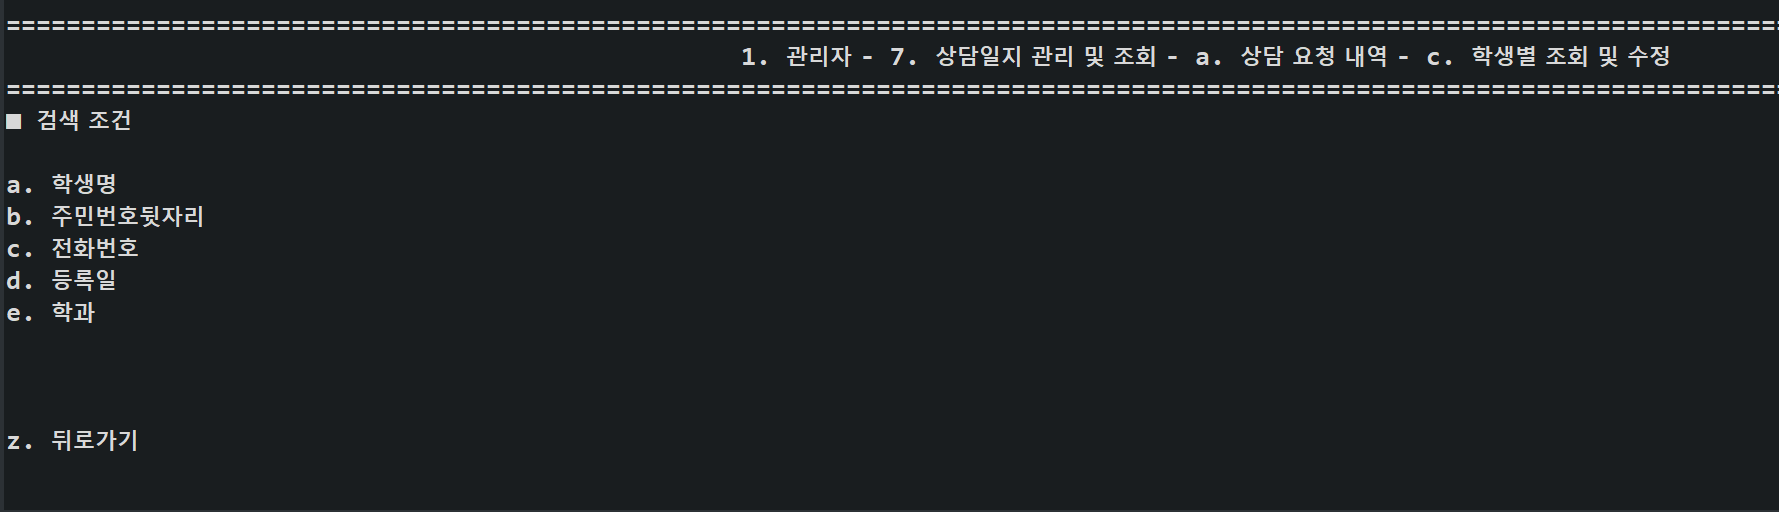 1. 관리자 - 7. 상담일지 관리 및 조회 - a. 상담 요청 내역 - c. 학생별 조회 및 수정
■ 검색 조건
a. 학생명
b. 주민번호뒷자리
c. 전화번호
d. 등록일
e. 학과
z. 뒤로가기